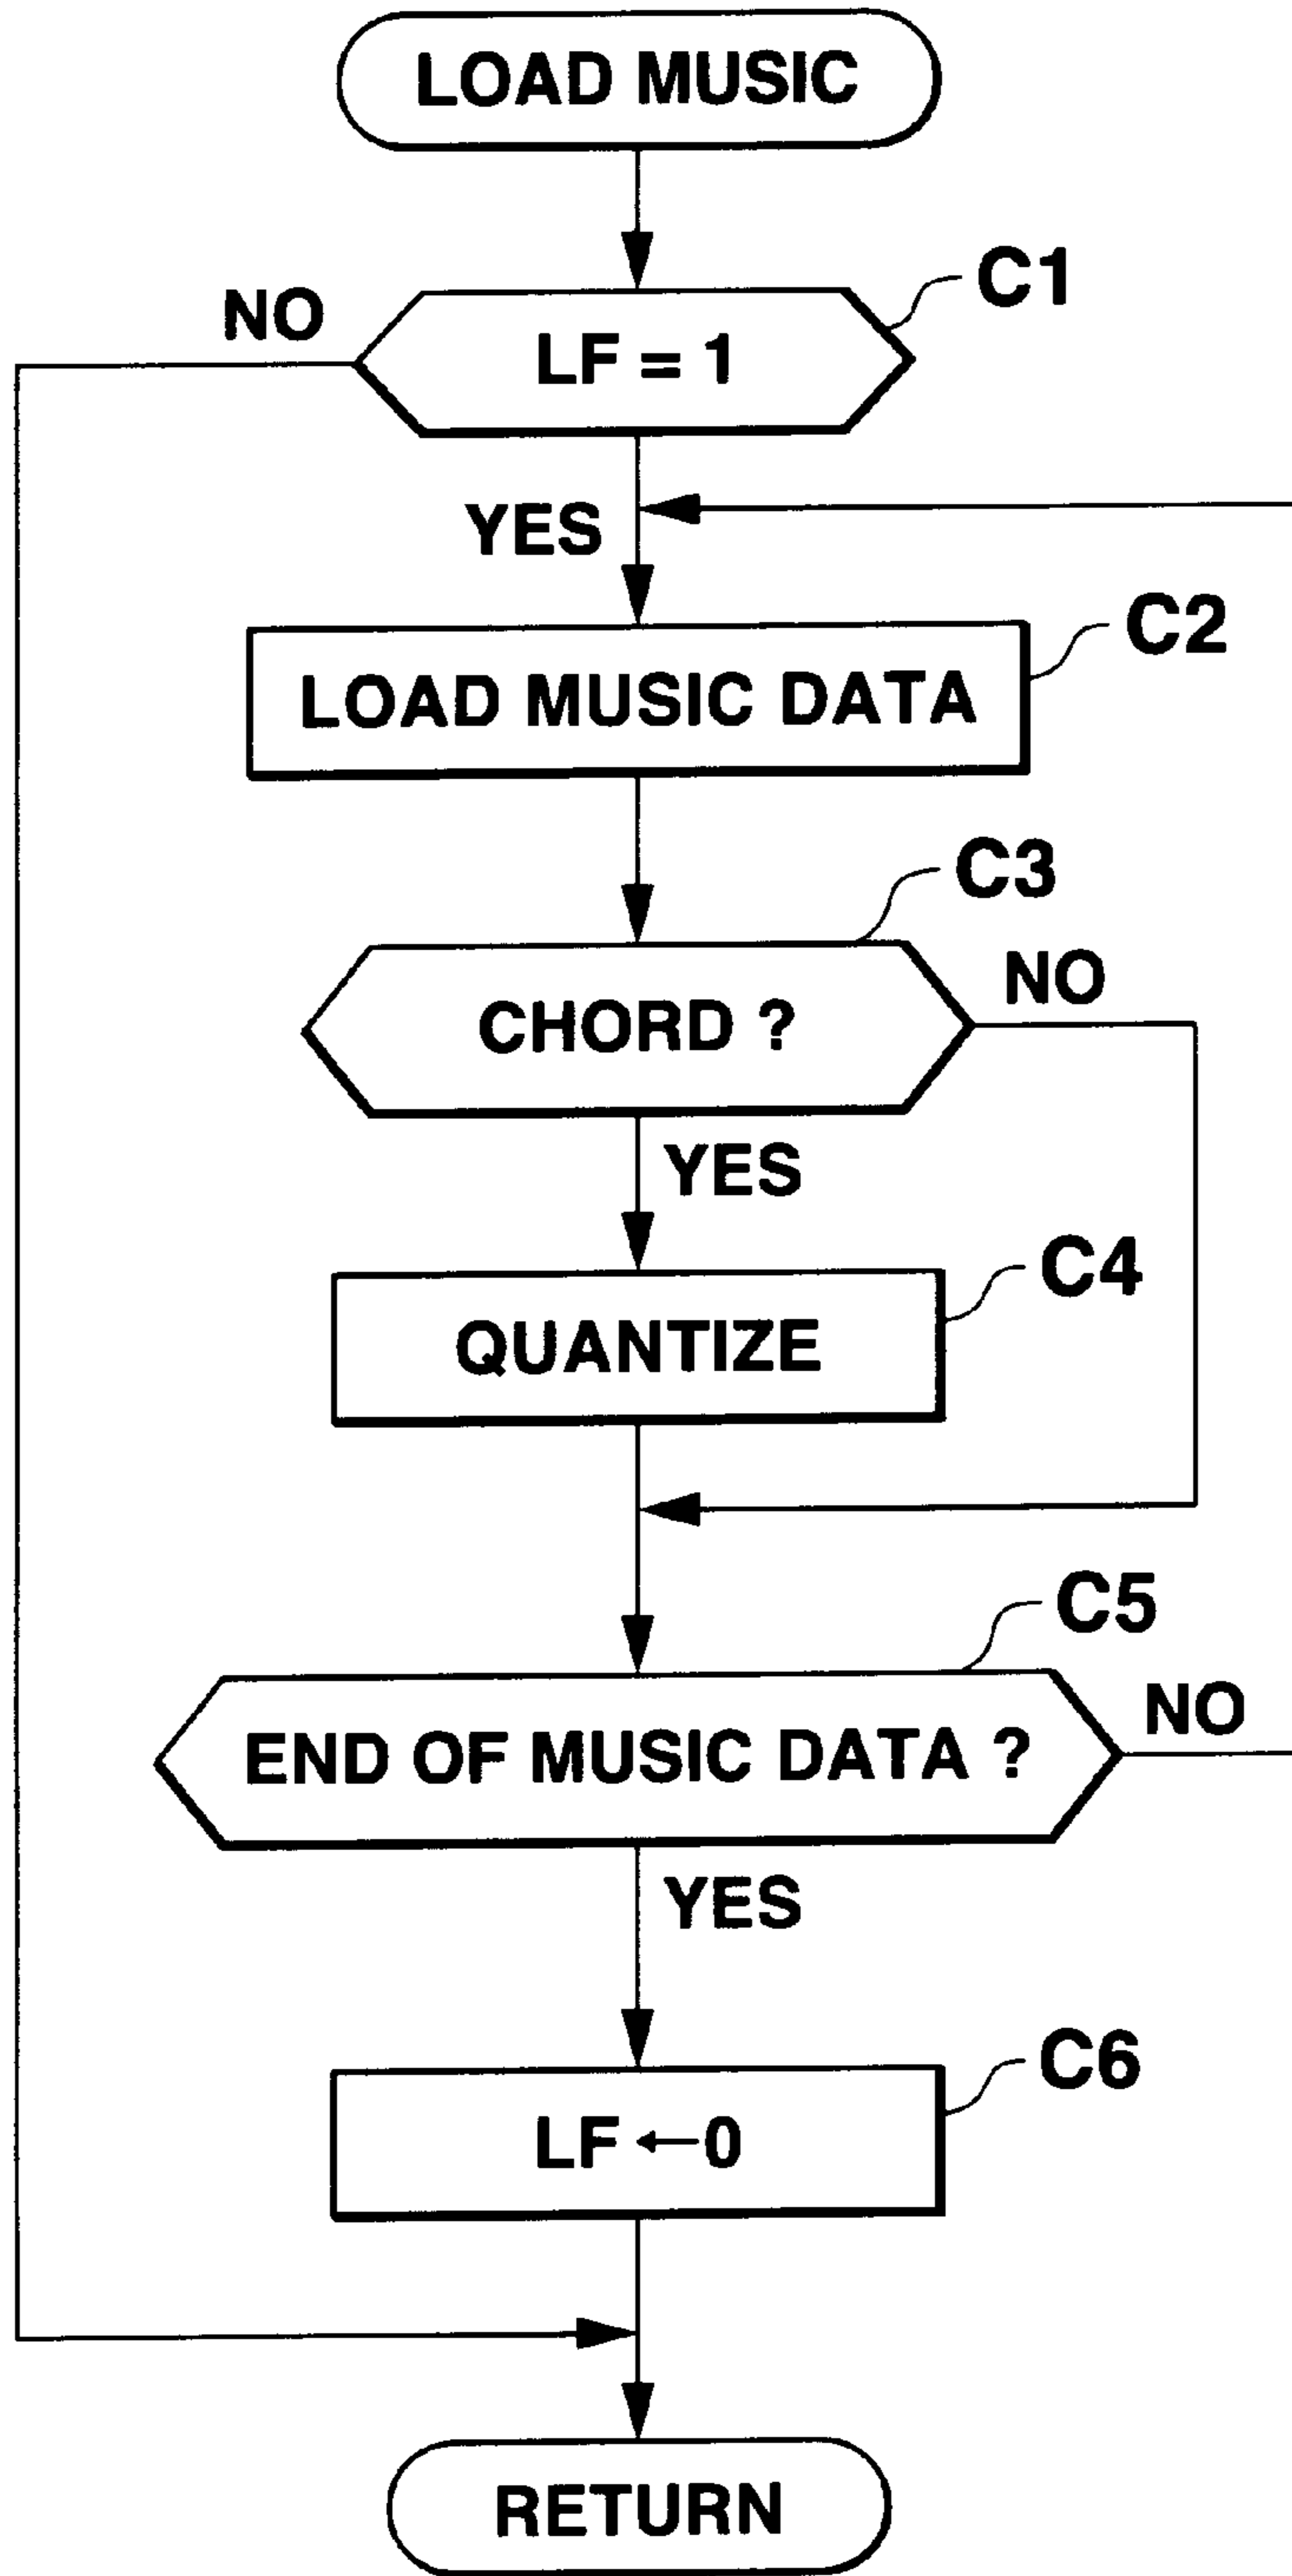 LOAD MUSIC
C1
NO
LF = 1
YES
C2
LOAD MUSIC DATA
C3
NO
CHORD ?
YES
C4
QUANTIZE
C5
NO
END OF MUSIC DATA ?
YES
C6
LF ←0
RETURN